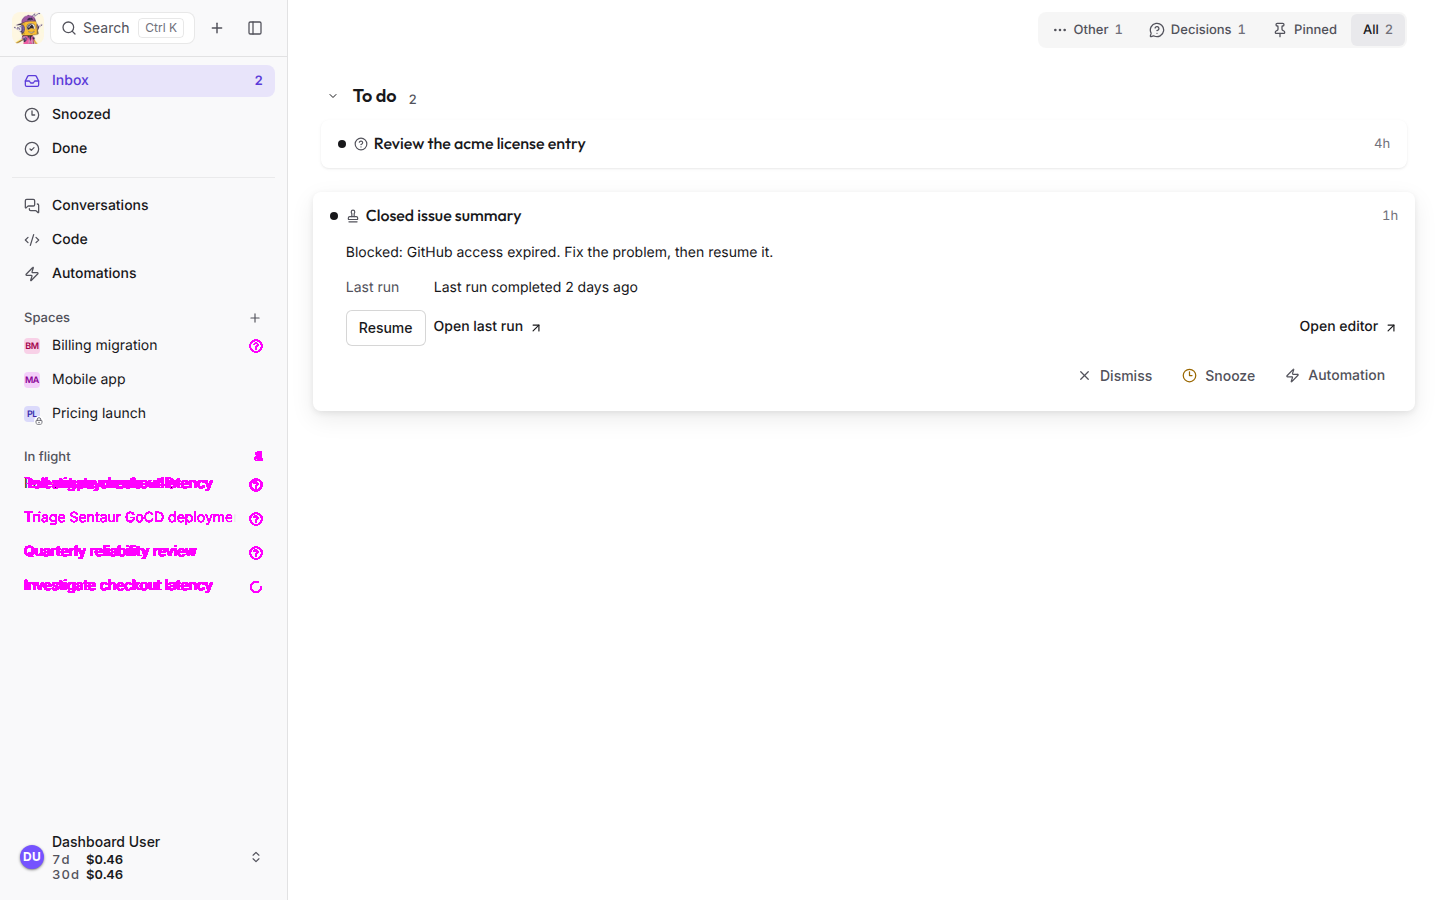 Search Ctrl K
Other 1 Decisions 1 Pinned All 2
Inbox 2
Snoozed
Done
Conversations
Code
Automations
Spaces
BM Billing migration
MA Mobile app
PL Pricing launch
In flight
Triage Sentaur GoCD deployme
Quarterly reliability review
Investigate checkout latency
DU Dashboard User
7d $0.46
30d $0.46
To do 2
Review the acme license entry 4h
Closed issue summary 1h
Blocked: GitHub access expired. Fix the problem, then resume it.
Last run Last run completed 2 days ago
Resume Open last run Open editor
Dismiss Snooze Automation